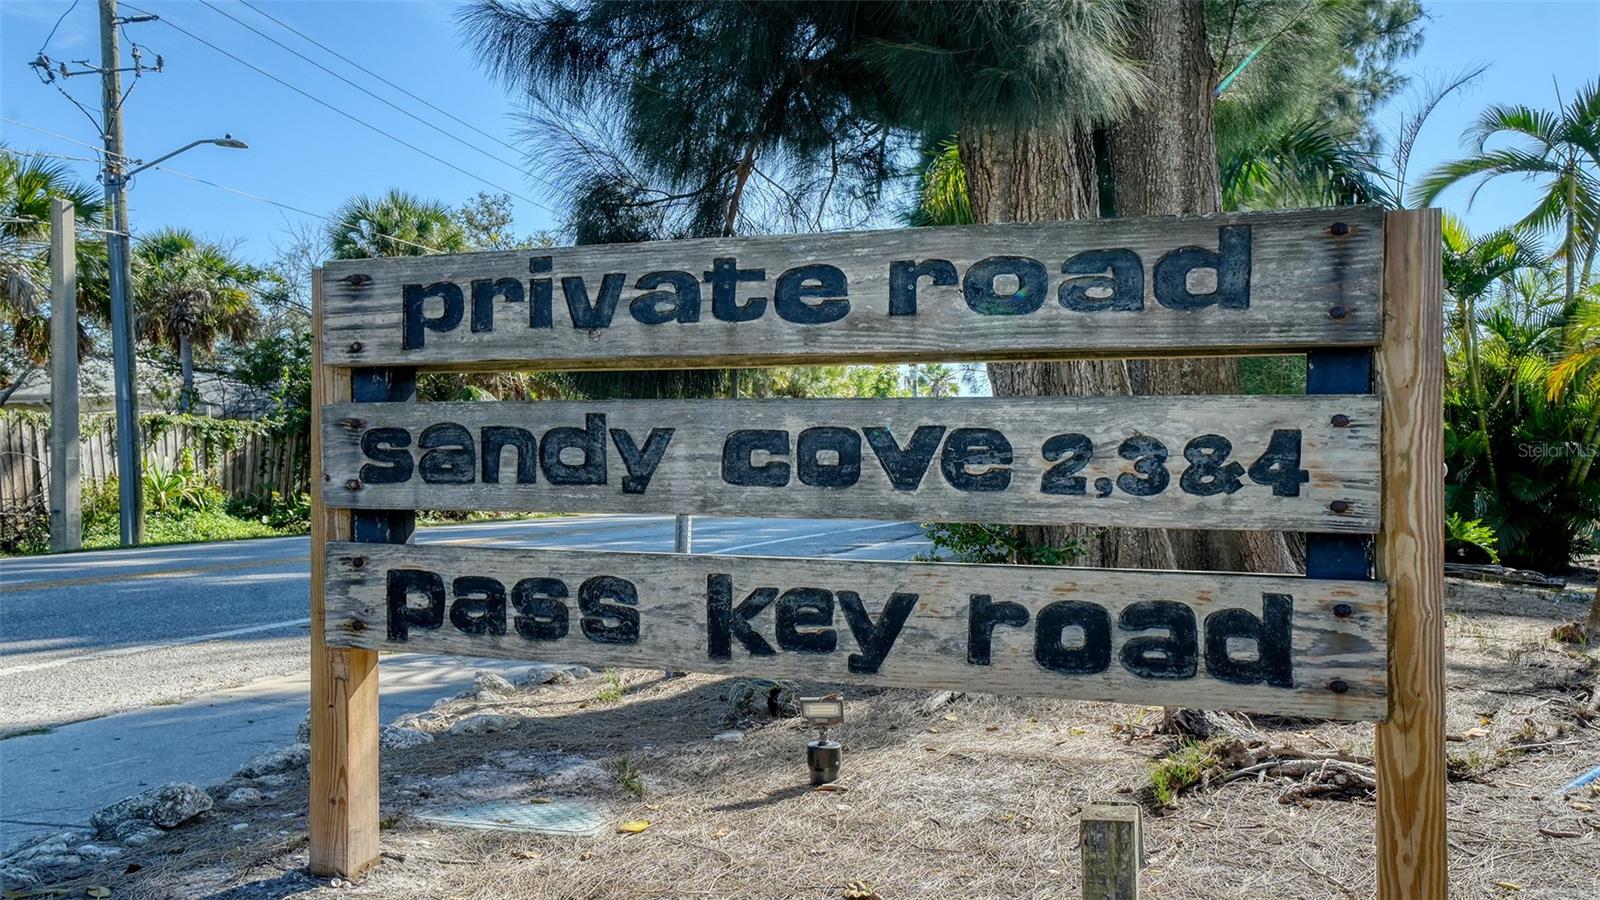 private road
sandy cove 2,3&4
pass key road
StellarMLS